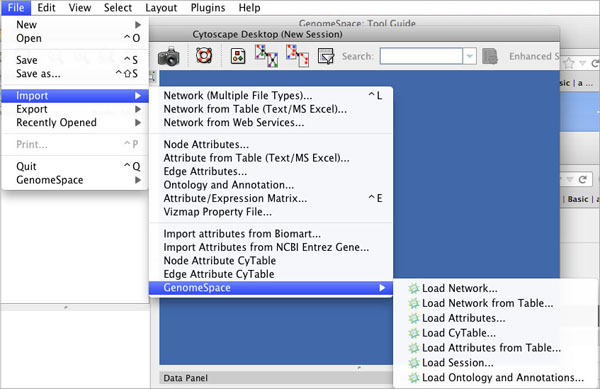 File Edit View Select Layout Plugins Help
GenomeSpace: Tool Guide
Cytoscape Desktop (New Session)
New
Open ^O
Save ^S
Save as... ^⇧S
Import
Export
Recently Opened
Print... ^P
Quit ^Q
GenomeSpace
Search:
Enhanced S
Network (Multiple File Types)... ^L
Network from Table (Text/MS Excel)...
Network from Web Services...
Node Attributes...
Attribute from Table (Text/MS Excel)...
Edge Attributes...
Ontology and Annotation...
Attribute/Expression Matrix... ^E
Vizmap Property File...
Import attributes from Biomart...
Import Attributes from NCBI Entrez Gene...
Node Attribute CyTable
Edge Attribute CyTable
GenomeSpace
Load Network...
Load Network from Table...
Load Attributes...
Load CyTable...
Load Attributes from Table...
Load Session...
Load Ontology and Annotations...
Basic | a ...
| Basic | a
Data Panel